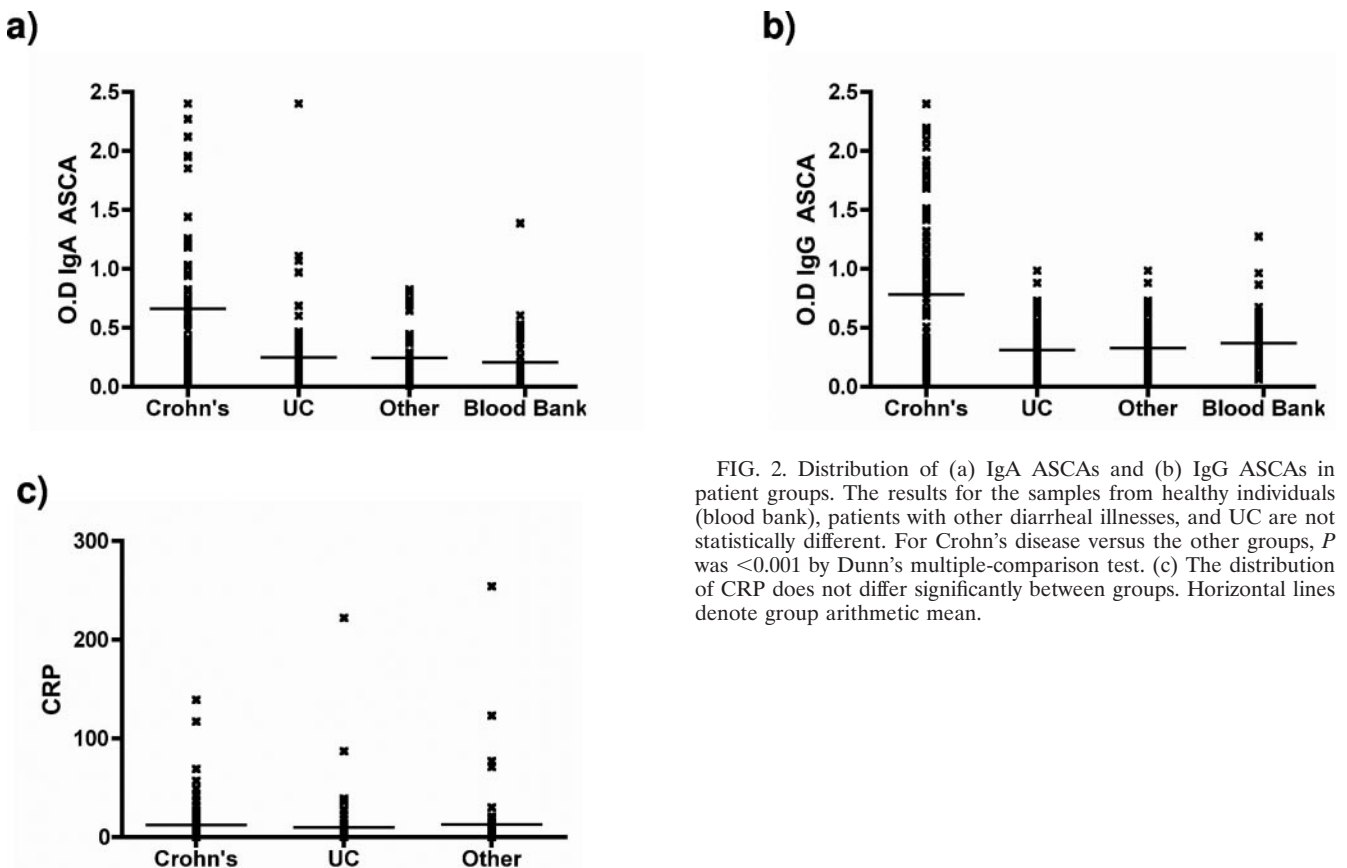 a)
2.5
2.0
1.5
1.0
0.5
0.0
O.D IgA ASCA
Crohn's UC Other Blood Bank
b)
2.5
2.0
1.5
1.0
0.5
0.0
O.D IgG ASCA
Crohn's UC Other Blood Bank
c)
300
200
100
0
CRP
Crohn's UC Other
FIG. 2. Distribution of (a) IgA ASCAs and (b) IgG ASCAs in
patient groups. The results for the samples from healthy individuals
(blood bank), patients with other diarrheal illnesses, and UC are not
statistically different. For Crohn's disease versus the other groups, P
was <0.001 by Dunn's multiple-comparison test. (c) The distribution
of CRP does not differ significantly between groups. Horizontal lines
denote group arithmetic mean.